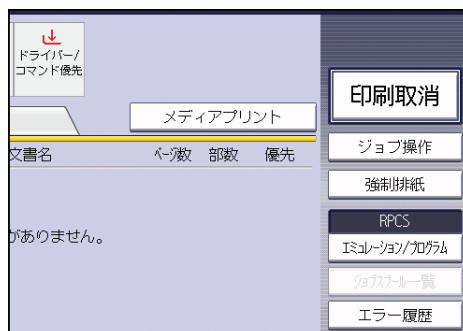 ドライバー/
コマンド優先
印刷取消
メディアプリント
ジョブ操作
文書名 ページ数 部数 優先
強制排紙
RPCS
がありません。
エミュレーション/プログラム
ジョブスプール一覧
エラー履歴